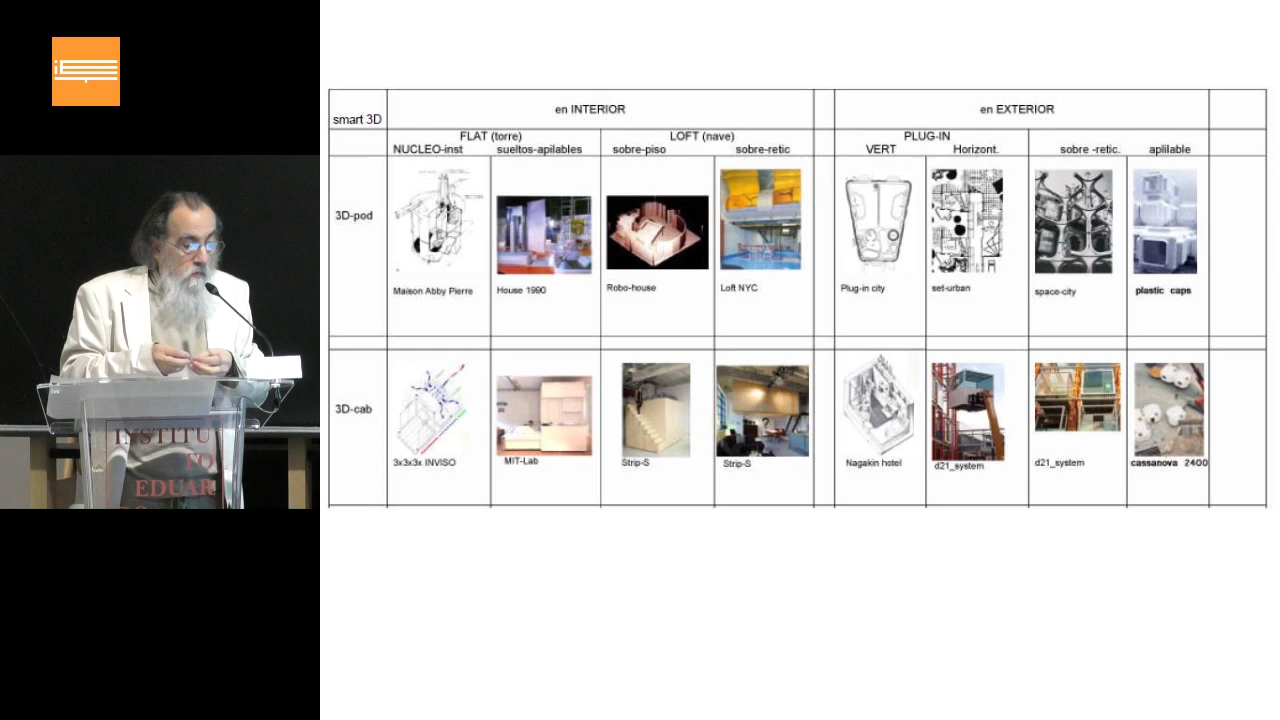 smart 3D
en INTERIOR
en EXTERIOR
FLAT (torre)
LOFT (nave)
PLUG-IN
NUCLEO-inst
sueltos-apilables
sobre-piso
sobre-retic
VERT
Horizont.
sobre -retic.
aplilable
3D-pod
Maison Abby Pierre
House 1990
Robo-house
Loft NYC
Plug-in city
set-urban
space-city
plastic caps
3D-cab
3x3x3x INVISO
MIT-Lab
Strip-S
Strip-S
Nagakin hotel
d21_system
d21_system
cassanova 2400
INSTITU
TO
EDUAR